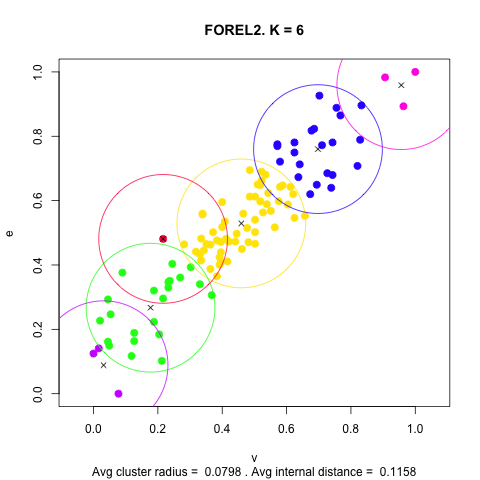 FOREL2. K = 6
e
1.0
0.8
0.6
0.4
0.2
0.0
0.0 0.2 0.4 0.6 0.8 1.0
v
Avg cluster radius =  0.0798 . Avg internal distance =  0.1158